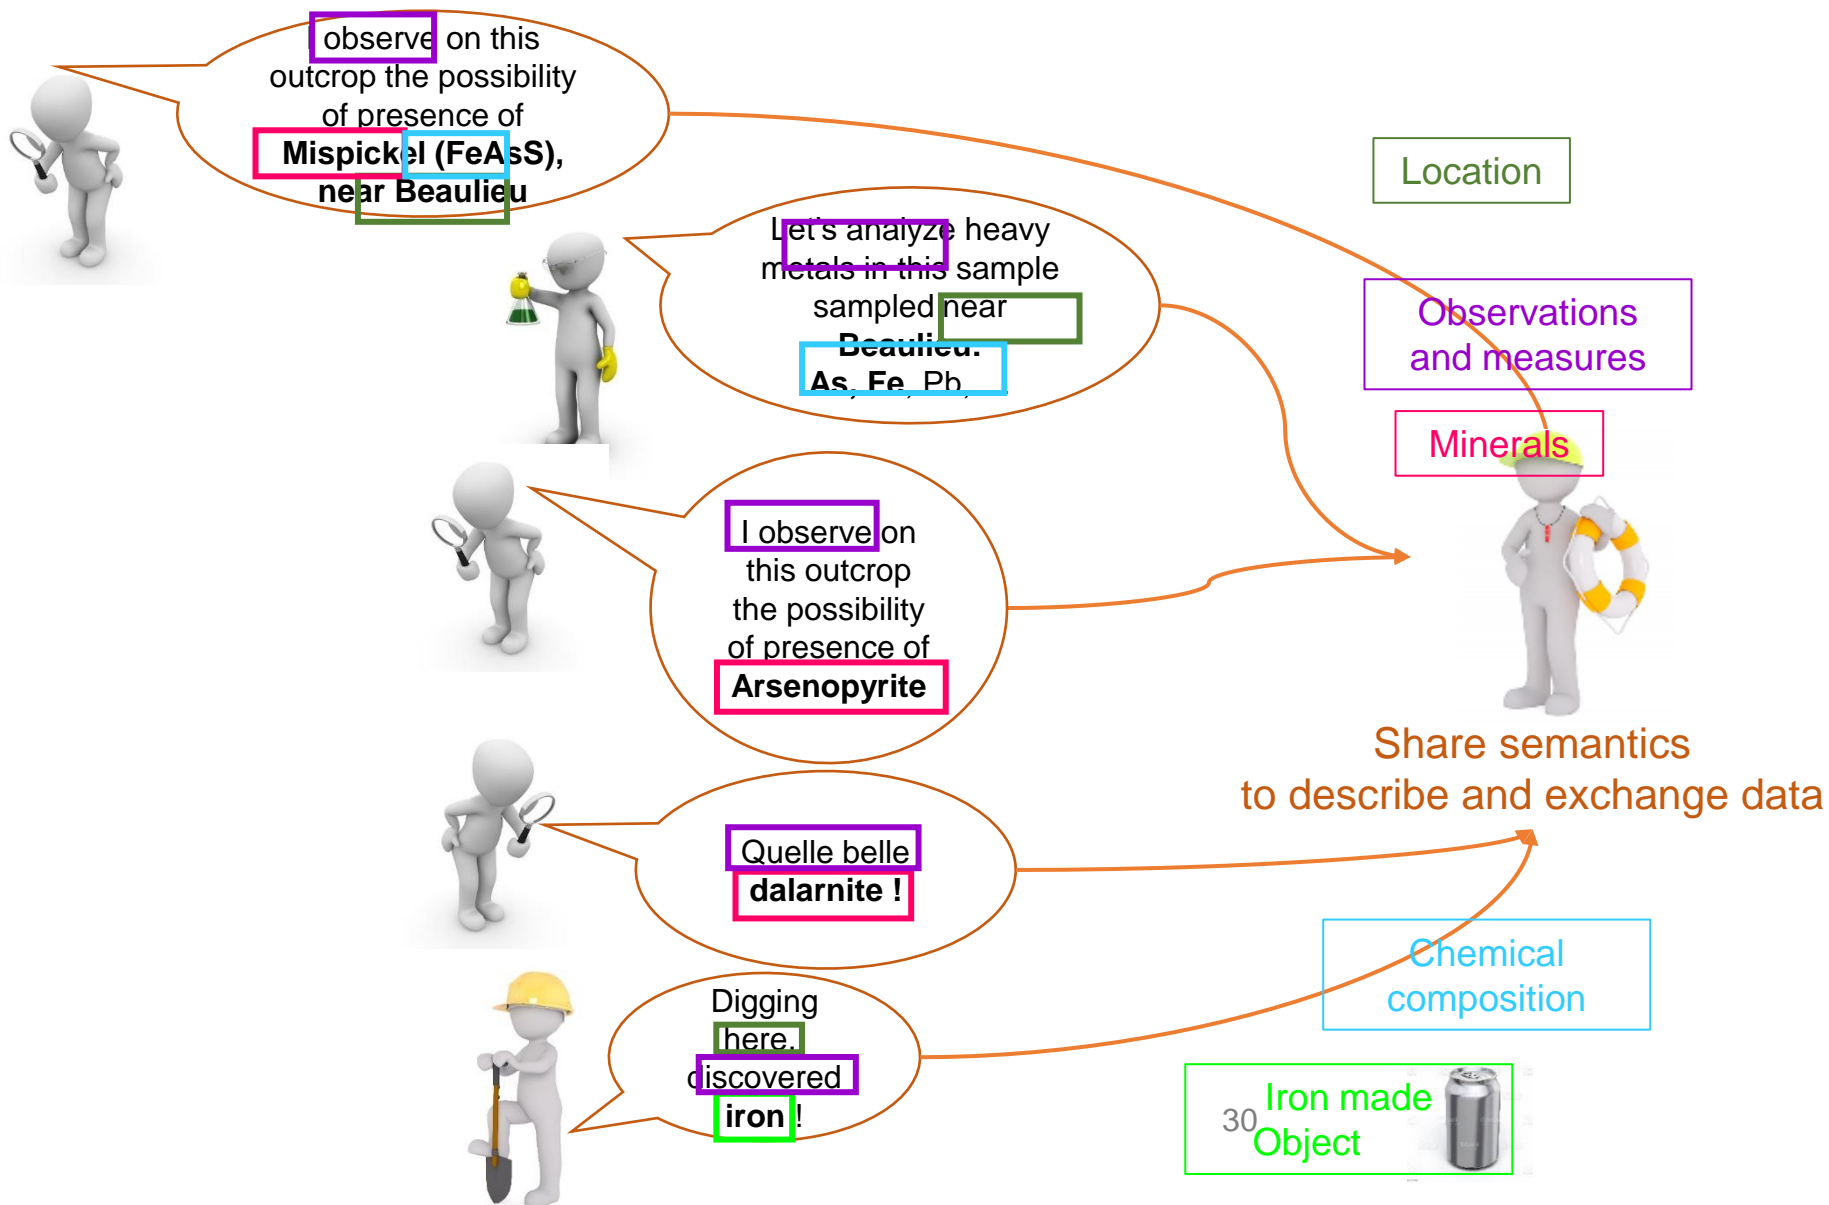 I observe on this
outcrop the possibility
of presence of
Mispickel (FeAsS),
near Beaulieu
Let's analyze heavy
metals in this sample
sampled near
Beaulieu:
As, Fe, Pb, ...
I observe on
this outcrop
the possibility
of presence of
Arsenopyrite
Quelle belle
dalarnite !
Digging
here,
discovered
iron !
Location
Observations
and measures
Minerals
Share semantics
to describe and exchange data
Chemical
composition
Iron made
Object
30